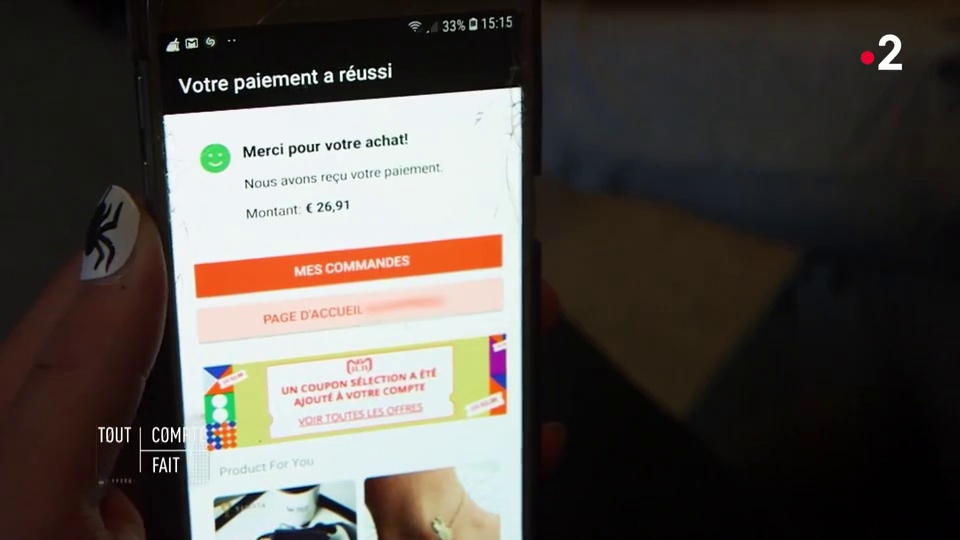 33% 15:15
2
Votre paiement a réussi
Merci pour votre achat!
Nous avons reçu votre paiement.
Montant: € 26,91
MES COMMANDES
PAGE D'ACCUEIL
11.11
UN COUPON SÉLECTION A ÉTÉ
AJOUTÉ À VOTRE COMPTE
VOIR TOUTES LES OFFRES
TOUT COMPTE
FAIT
Product For You